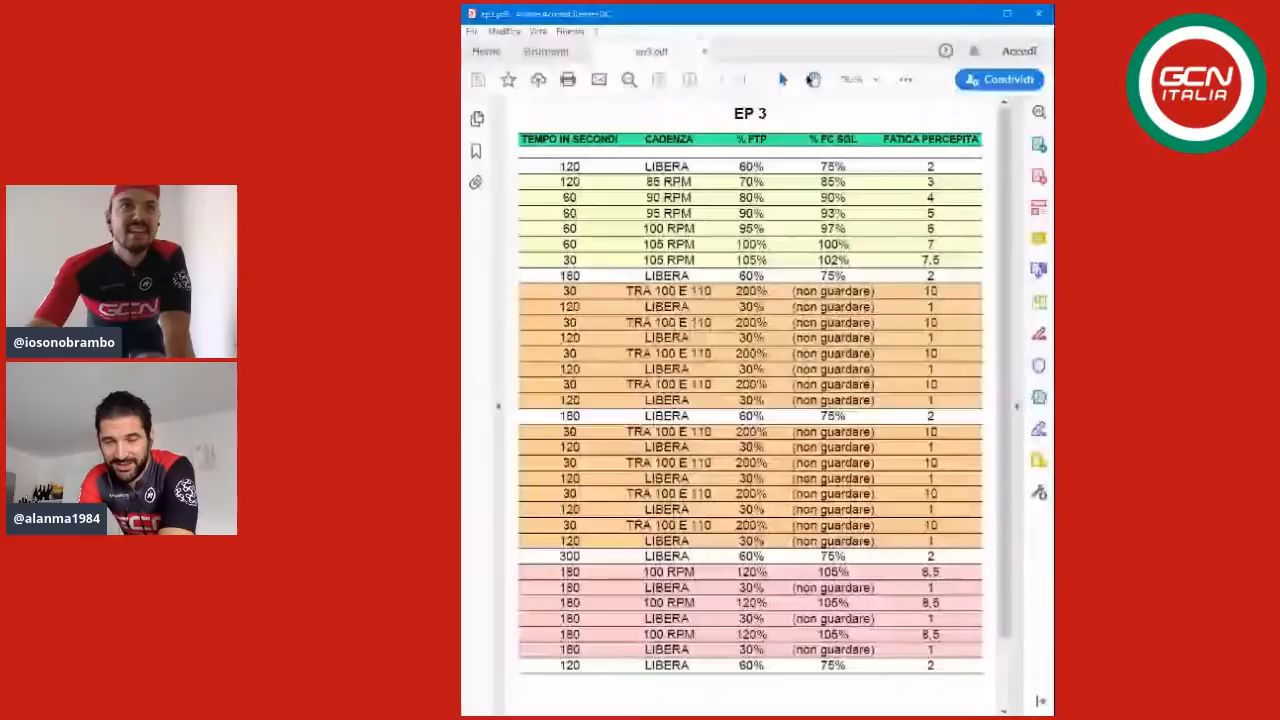 ep3.pdf
Modifica
Vista
Finestra
Home
Strumenti
ep3.pdf
Accedi
Condividi
GCN
ITALIA
EP 3
TEMPO IN SECONDI CADENZA % FTP % FC SGL FATICA PERCEPITA
120 LIBERA 60% 75% 2
120 85 RPM 70% 85% 3
60 90 RPM 80% 90% 4
60 95 RPM 90% 93% 5
60 100 RPM 95% 97% 6
60 105 RPM 100% 100% 7
30 105 RPM 105% 102% 7,5
180 LIBERA 60% 75% 2
30 TRA 100 E 110 200% (non guardare) 10
120 LIBERA 30% (non guardare) 1
30 TRA 100 E 110 200% (non guardare) 10
120 LIBERA 30% (non guardare) 1
30 TRA 100 E 110 200% (non guardare) 10
120 LIBERA 30% (non guardare) 1
30 TRA 100 E 110 200% (non guardare) 10
120 LIBERA 30% (non guardare) 1
180 LIBERA 60% 75% 2
30 TRA 100 E 110 200% (non guardare) 10
120 LIBERA 30% (non guardare) 1
30 TRA 100 E 110 200% (non guardare) 10
120 LIBERA 30% (non guardare) 1
30 TRA 100 E 110 200% (non guardare) 10
120 LIBERA 30% (non guardare) 1
30 TRA 100 E 110 200% (non guardare) 10
120 LIBERA 30% (non guardare) 1
300 LIBERA 60% 75% 2
180 100 RPM 120% 105% 8,5
180 LIBERA 30% (non guardare) 1
180 100 RPM 120% 105% 8,5
180 LIBERA 30% (non guardare) 1
180 100 RPM 120% 105% 8,5
180 LIBERA 30% (non guardare) 1
120 LIBERA 60% 75% 2
GCN
@iosonobrambo
@alanma1984